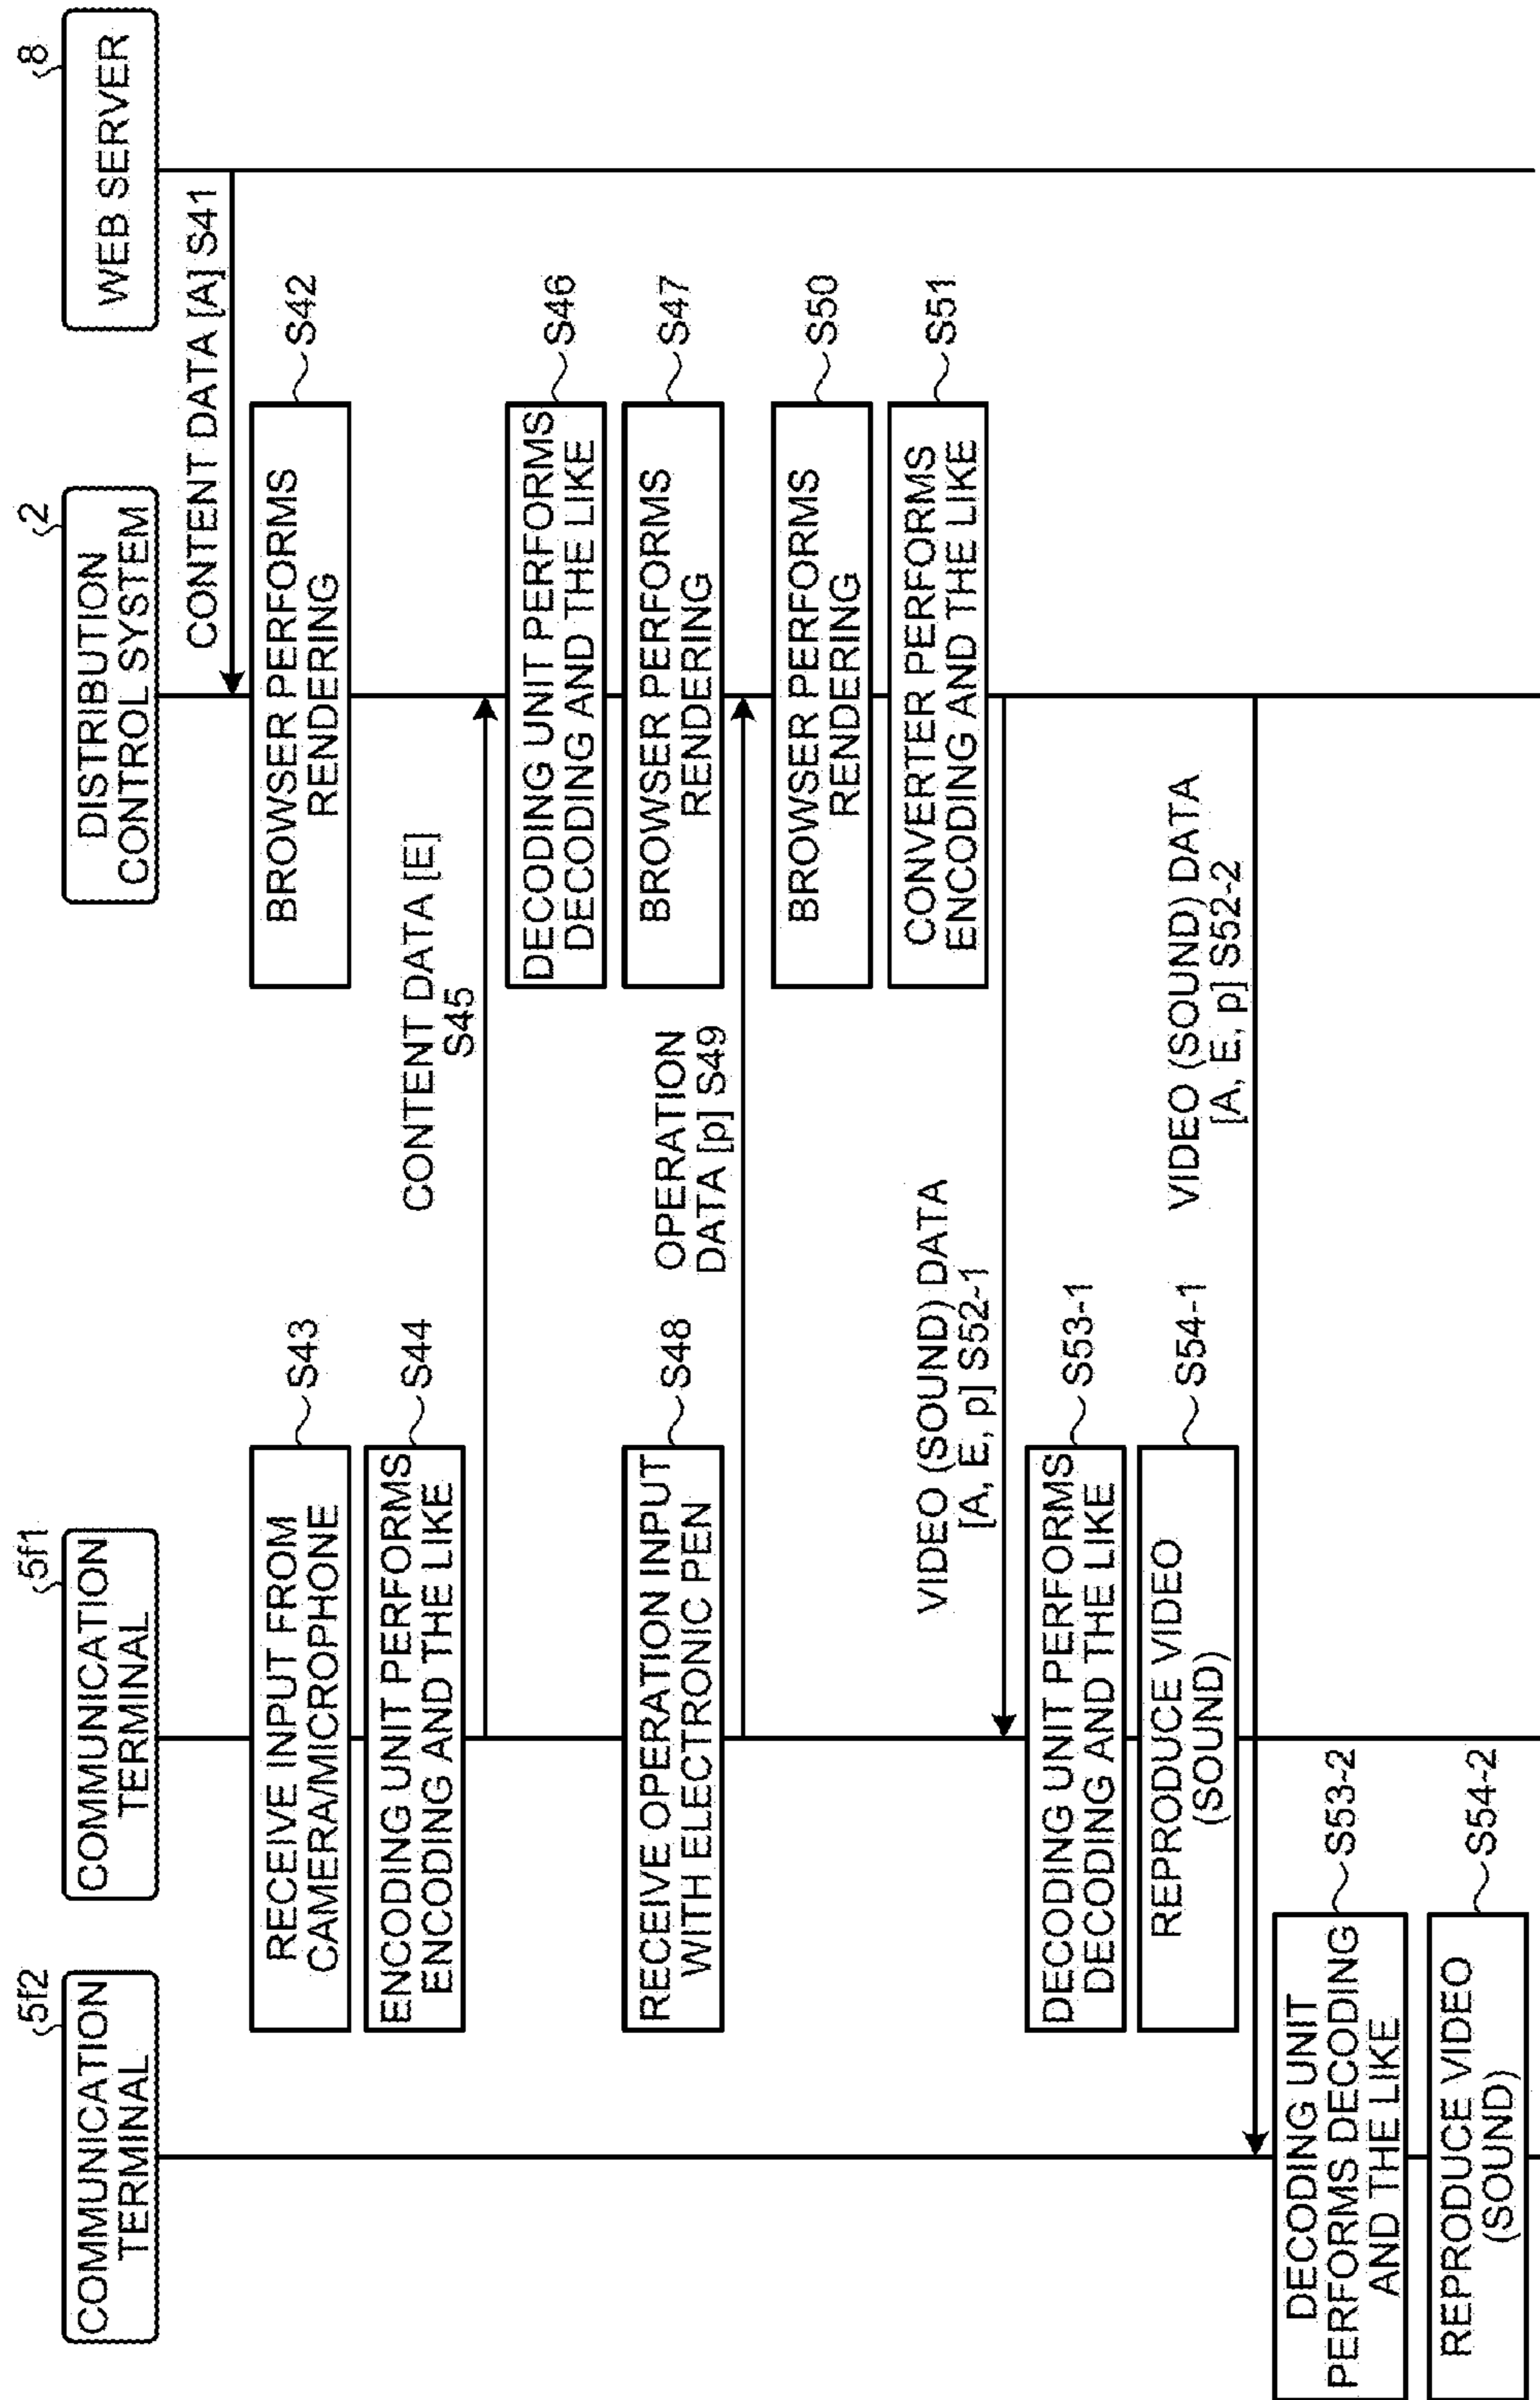 5f2
COMMUNICATION
TERMINAL
5f1
COMMUNICATION
TERMINAL
2
DISTRIBUTION
CONTROL SYSTEM
8
WEB SERVER
CONTENT DATA [A] S41
BROWSER PERFORMS
RENDERING
S42
RECEIVE INPUT FROM
CAMERA/MICROPHONE
S43
ENCODING UNIT PERFORMS
ENCODING AND THE LIKE
S44
CONTENT DATA [E]
S45
DECODING UNIT PERFORMS
DECODING AND THE LIKE
S46
BROWSER PERFORMS
RENDERING
S47
RECEIVE OPERATION INPUT
WITH ELECTRONIC PEN
S48
OPERATION
DATA [p] S49
BROWSER PERFORMS
RENDERING
S50
CONVERTER PERFORMS
ENCODING AND THE LIKE
S51
VIDEO (SOUND) DATA
[A, E, p] S52-1
DECODING UNIT PERFORMS
DECODING AND THE LIKE
S53-1
REPRODUCE VIDEO
(SOUND)
S54-1
VIDEO (SOUND) DATA
[A, E, p] S52-2
DECODING UNIT
PERFORMS DECODING
AND THE LIKE
S53-2
REPRODUCE VIDEO
(SOUND)
S54-2